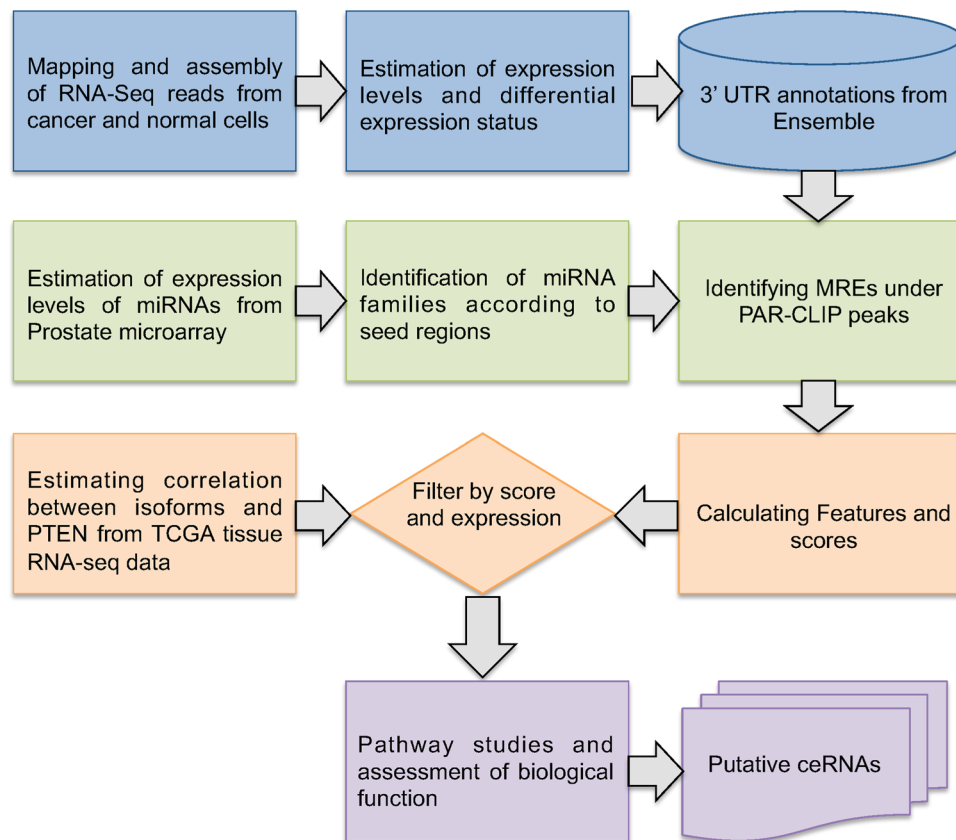 Mapping and assembly
of RNA-Seq reads from
cancer and normal cells
Estimation of expression
levels and differential
expression status
3’ UTR annotations from
Ensemble
Estimation of expression
levels of miRNAs from
Prostate microarray
Identification of miRNA
families according to
seed regions
Identifying MREs under
PAR-CLIP peaks
Estimating correlation
between isoforms and
PTEN from TCGA tissue
RNA-seq data
Filter by score
and expression
Calculating Features and
scores
Pathway studies and
assessment of biological
function
Putative ceRNAs